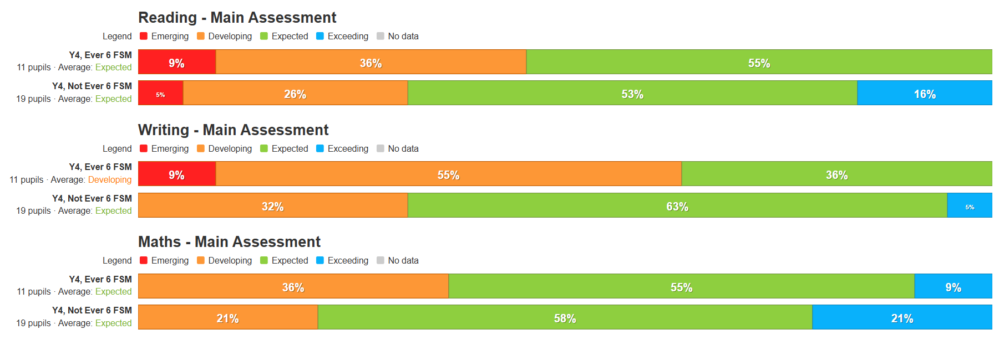 Reading - Main Assessment
Legend Emerging Developing Expected Exceeding No data
Y4, Ever 6 FSM
11 pupils · Average: Expected
9% 36% 55%
Y4, Not Ever 6 FSM
19 pupils · Average: Expected
5% 26% 53% 16%
Writing - Main Assessment
Legend Emerging Developing Expected Exceeding No data
Y4, Ever 6 FSM
11 pupils · Average: Developing
9% 55% 36%
Y4, Not Ever 6 FSM
19 pupils · Average: Expected
32% 63% 5%
Maths - Main Assessment
Legend Emerging Developing Expected Exceeding No data
Y4, Ever 6 FSM
11 pupils · Average: Expected
36% 55% 9%
Y4, Not Ever 6 FSM
19 pupils · Average: Expected
21% 58% 21%